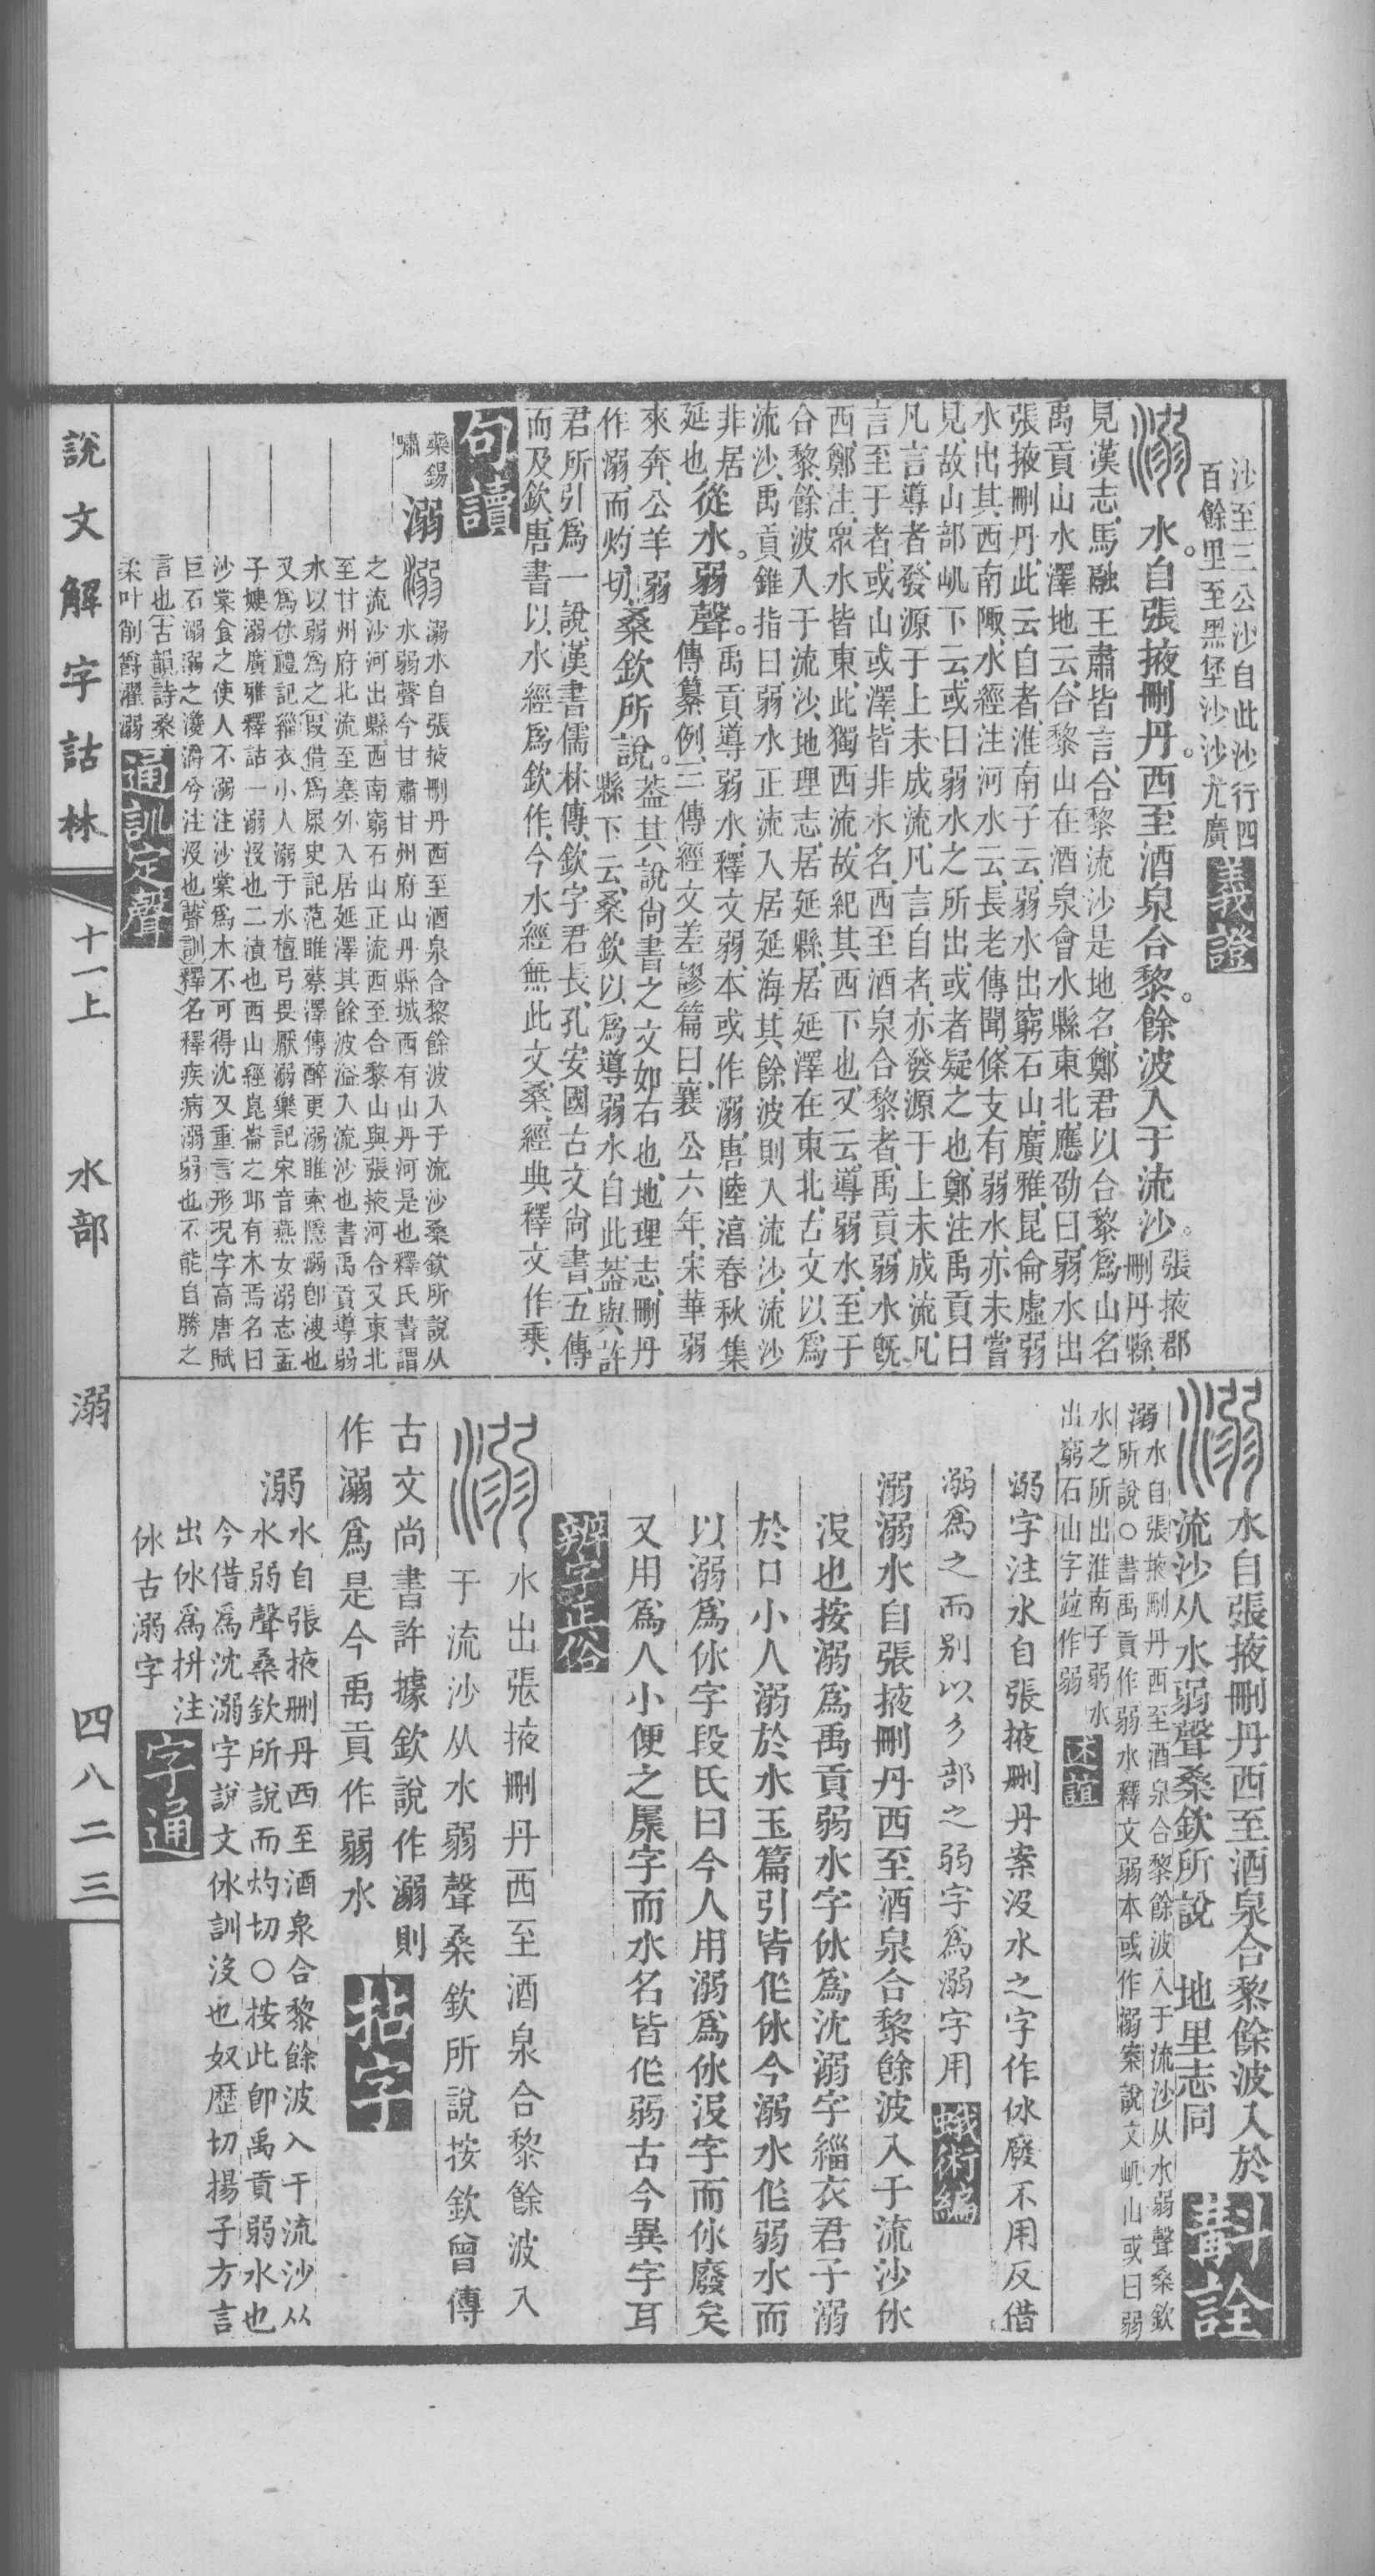 沙至三公沙自此沙行四
百餘里至黑堡沙沙尤廣
義證
溺 水。自張掖刪丹。西至酒泉合黎。餘波入于流沙。張掖郡
刪丹縣、
見漢志、馬融王肅皆言、合黎流沙是地名、鄭君以合黎爲山名
禹貢山水澤地云、合黎山在酒泉會水縣東北、應劭曰、弱水出
張掖刪丹、此云自者、淮南子云、弱水出窮石山、廣雅、昆侖虛弱
水出其西南陬、水經注河水云、長老傳聞、條支有弱水、亦未嘗
見、故山部屼下云、或曰弱水之所出、或者疑之也、鄭注禹貢曰
凡言導者、發源于上、未成流、凡言自者、亦發源于上未成流、凡
言至于者、或山或澤、皆非水名、西至酒泉合黎者、禹貢、弱水旣
西、鄭注、眾水皆東、此獨西流、故紀其西下也、又云、導弱水、至于
合黎、餘波入于流沙、地理志、居延縣、居延澤在東北、古文以爲
流沙、禹貢錐指曰、弱水正流入居延海、其餘波則入流沙、流沙
非居
延也、從水。弱聲。禹貢導弱水、釋文弱、本或作溺、唐陸淳春秋集
傳纂例、三傳經文差謬篇曰、襄公六年、宋華弱
來奔、公羊弱
作溺、而灼切、桑欽所說。葢其說尙書之文如右也、地理志、刪丹
縣下云、桑欽以爲導弱水自此、葢與許
君所引爲一說、漢書儒林傳、欽字君長、孔安國古文尙書、五傳
而及欽、唐書以、水經爲欽作、今水經無此文、桑、經典釋文作乗、
句讀
藥錫
嘯
溺 溺 溺水自張掖刪丹西至酒泉合黎餘波入于流沙桑欽所說从
水弱聲今甘肅甘州府山丹縣城西有山丹河是也釋氏書謂
之流沙河出縣西南窮石山正流西至合黎山與張掖河合又東北
至甘州府北流至塞外入居延澤其餘波溢入流沙也書禹貢導弱
水以弱爲之叚借爲㞙史記范睢蔡澤傳醉更溺睢索隱溺卽溲也
又爲㲻禮記緇衣小人溺于水檀弓畏厭溺樂記宋音燕女溺志孟
子嫂溺廣雅釋詁一溺沒也二漬也西山經崑崙之邱有木焉名曰
沙棠食之使人不溺注沙棠爲木不可得沈又重言形況字高唐賦
巨石溺溺之瀺灂兮注沒也聲訓釋名釋疾病溺弱也不能自勝之
言也古韻詩桑
柔叶削爵濯溺
通訓定聲
溺 水自張掖刪丹西至酒泉合黎餘波入於
流沙从水弱聲桑欽所說 地里志同
斠詮
溺水自張掖刪丹西至酒泉合黎餘波入于流沙从水弱聲桑欽
所說○書禹貢作弱水釋文弱本或作溺案說文屼山或曰弱
水之所出淮南子弱水
出窮石山字竝作弱
述誼
溺字注水自張掖刪丹案沒水之字作㲻廢不用反借
溺爲之而別以彡部之弱字爲溺字用
蛾術編
溺溺水自張掖刪丹西至酒泉合黎餘波入于流沙㲻
沒也按溺爲禹貢弱水字㲻爲沈溺字緇衣君子溺
於口小人溺於水玉篇引皆作㲻今溺水作弱水而
以溺爲㲻字段氏曰今人用溺爲㲻沒字而㲻廢矣
又用爲人小便之㞙字而水名皆作弱古今異字耳
辨字正俗
溺 水出張掖刪丹西至酒泉合黎餘波入
于流沙从水弱聲桑欽所說按欽曾傳
古文尙書許據欽說作溺則
作溺爲是今禹貢作弱水
拈字
溺 水自張掖刪丹西至酒泉合黎餘波入于流沙从
水弱聲桑欽所說而灼切○按此卽禹貢弱水也
今借爲沈溺字說文㲻訓沒也奴歷切揚子方言
出㲻爲抍注
㲻古溺字
字通
說文解字詁林 十一上 水部 溺 四八二三